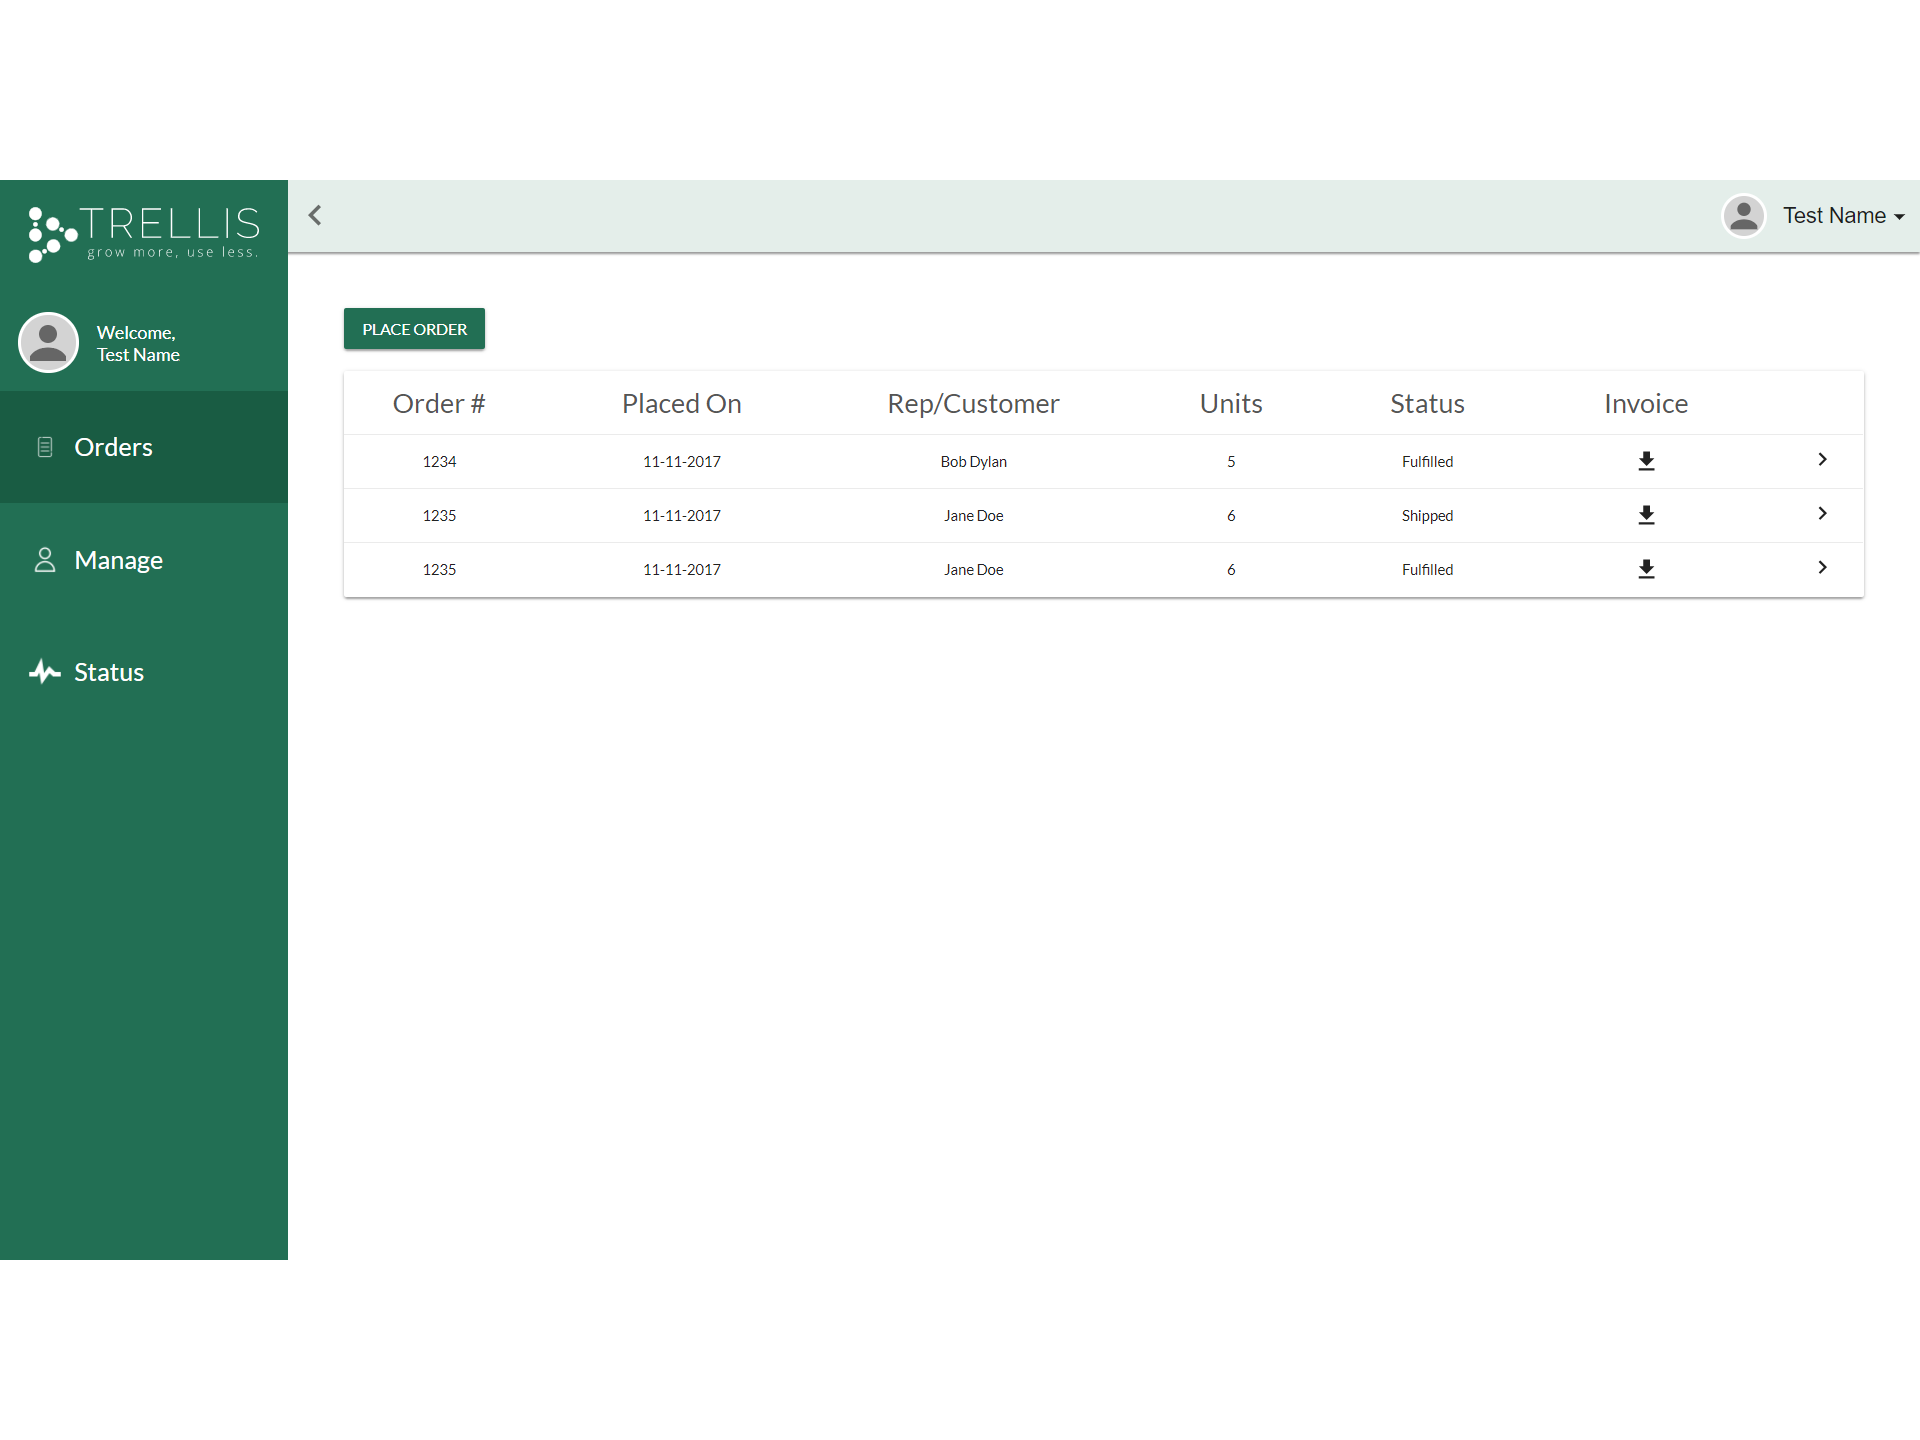 TRELLIS
grow more, use less.
Test Name
Welcome,
Test Name
PLACE ORDER
Orders
Manage
Status
Order # Placed On Rep/Customer Units Status Invoice
1234 11-11-2017 Bob Dylan 5 Fulfilled
1235 11-11-2017 Jane Doe 6 Shipped
1235 11-11-2017 Jane Doe 6 Fulfilled